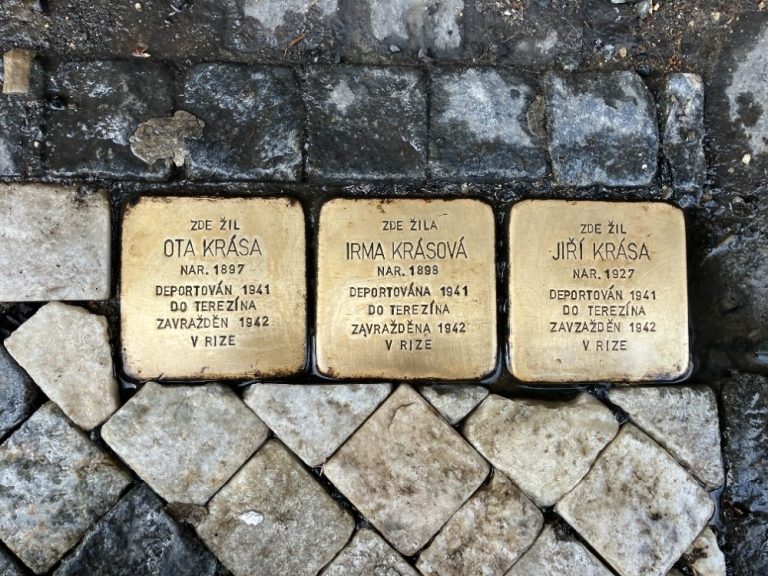 ZDE ŽIL
OTA KRÁSA
NAR. 1897
DEPORTOVÁN 1941
DO TEREZÍNA
ZAVRAŽDĚN 1942
V RIZE
ZDE ŽILA
IRMA KRÁSOVÁ
NAR. 1898
DEPORTOVÁNA 1941
DO TEREZÍNA
ZAVRAŽDĚNA 1942
V RIZE
ZDE ŽIL
JIŘÍ KRÁSA
NAR. 1927
DEPORTOVÁN 1941
DO TEREZÍNA
ZAVZAŽDĚN 1942
V RIZE